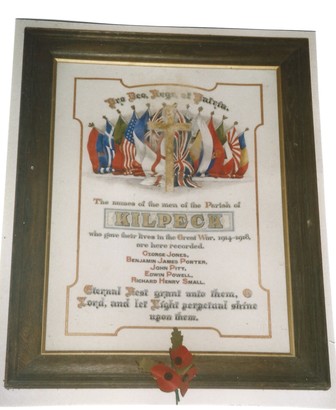 Pro Deo, Rege, et Patria.
The names of the men of the Parish of
KILPECK
who gave their lives in the Great War, 1914-1918,
are here recorded.
GEORGE JONES.
BENJAMIN JAMES PORTER.
JOHN PITT.
EDWIN POWELL.
RICHARD HENRY SMALL.
Eternal Rest grant unto them, O
Lord, and let Light perpetual shine
upon them.